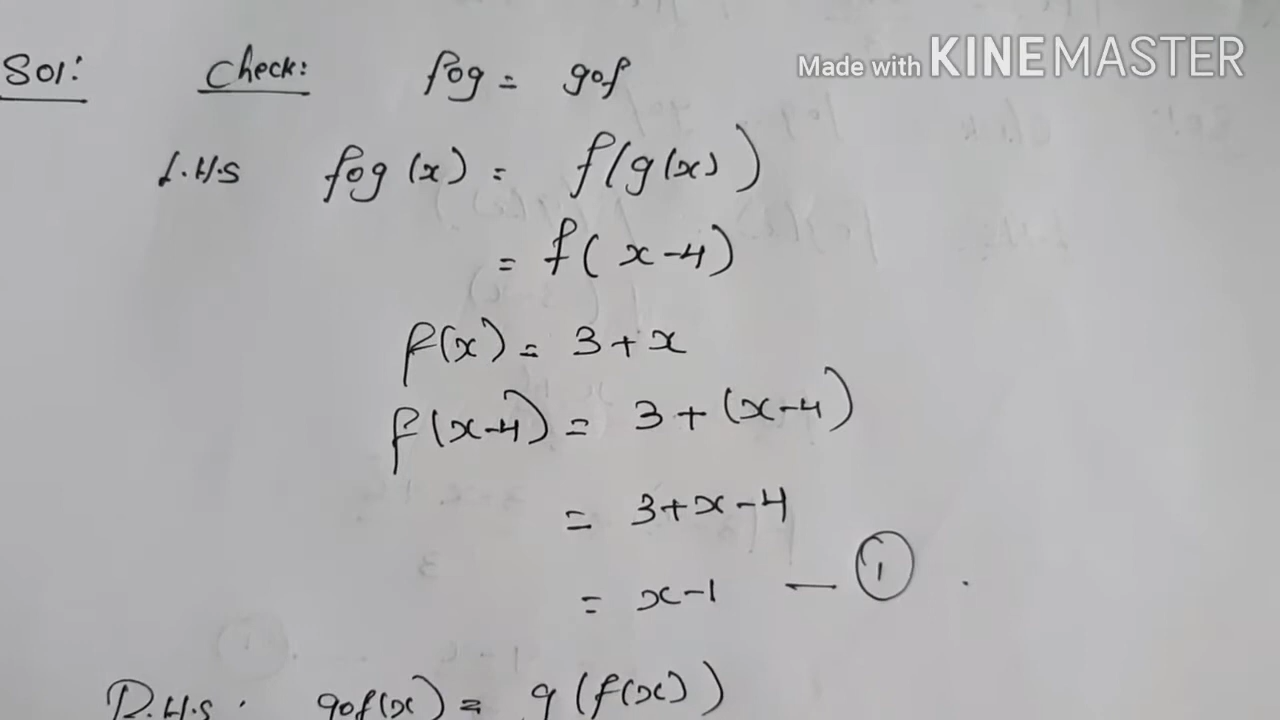 Sol: Check: fog = gof
Made with KINEMASTER
L.H.S fog (x) = f(g(x))
= f( x-4)
f(x) = 3+x
f(x-4) = 3+(x-4)
= 3+x-4
= x-1 — ①
R.H.S: gof(x) = g(f(x))